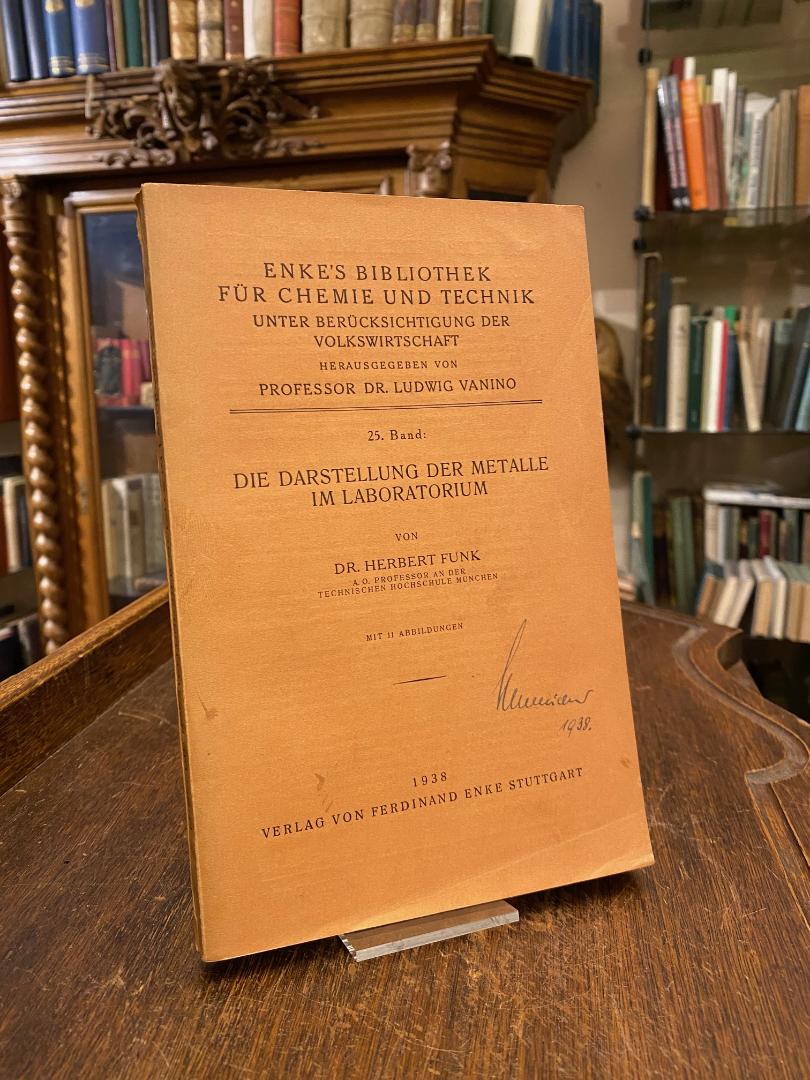 ENKE'S BIBLIOTHEK
FÜR CHEMIE UND TECHNIK
UNTER BERÜCKSICHTIGUNG DER
VOLKSWIRTSCHAFT
HERAUSGEGEBEN VON
PROFESSOR DR. LUDWIG VANINO
25. Band:
DIE DARSTELLUNG DER METALLE
IM LABORATORIUM
VON
DR. HERBERT FUNK
A. O. PROFESSOR AN DER
TECHNISCHEN HOCHSCHULE MÜNCHEN
MIT 11 ABBILDUNGEN
1938.
1938
VERLAG VON FERDINAND ENKE STUTTGART